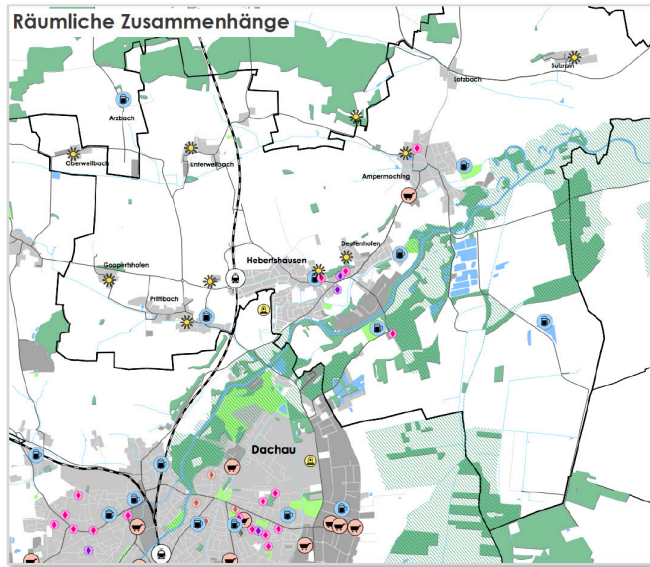 Räumliche Zusammenhänge
Sulzrain
Lotzbach
Arzbach
Oberweilbach
Unterweilbach
Ampermoching
Deutenhofen
Hebertshausen
Goppertshofen
Prittlbach
Dachau